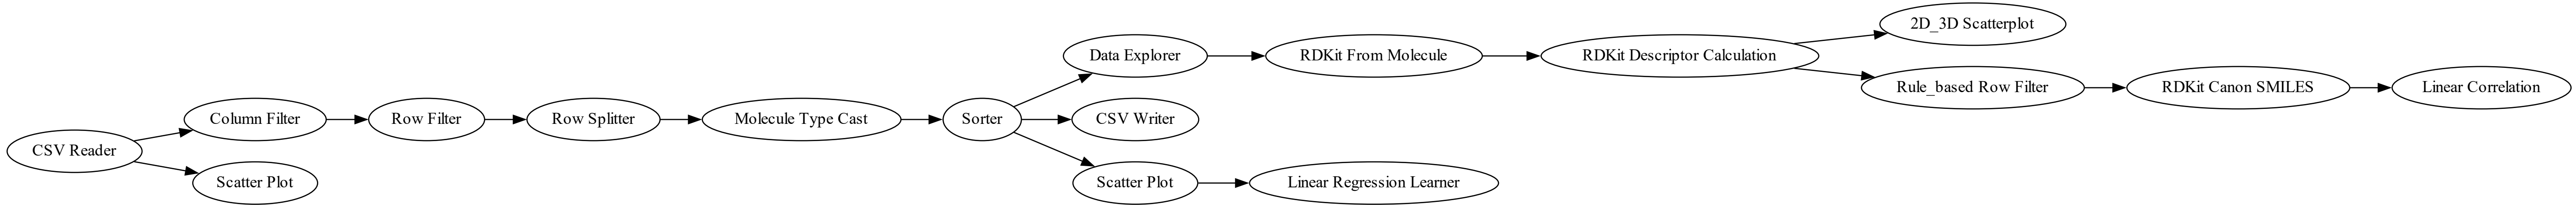 CSV Reader
Column Filter
Scatter Plot
Row Filter
Row Splitter
Molecule Type Cast
Sorter
Data Explorer
CSV Writer
Scatter Plot
RDKit From Molecule
Linear Regression Learner
RDKit Descriptor Calculation
2D_3D Scatterplot
Rule_based Row Filter
RDKit Canon SMILES
Linear Correlation